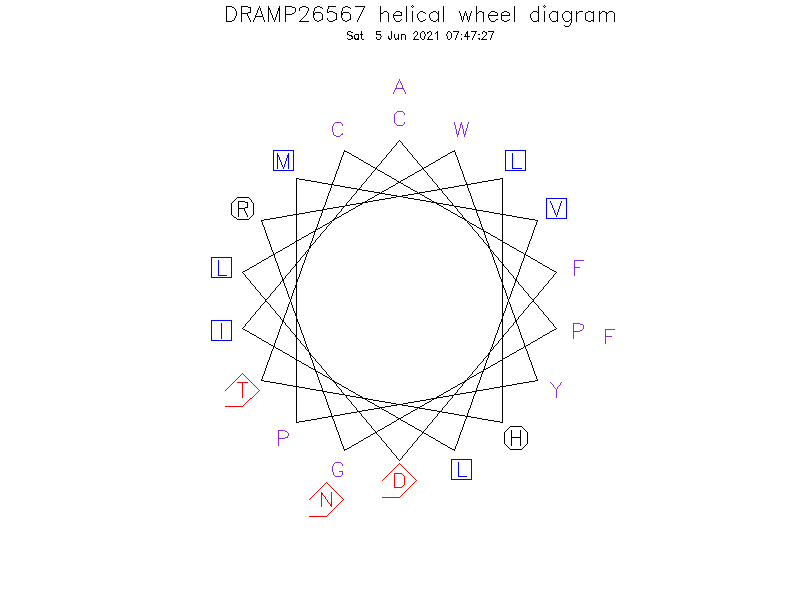 DRAMP26567 helical wheel diagram
Sat 5 Jun 2021 07:47:27
A
C
C W
M L
R V
L F
I P F
T Y
P H
G D L
N